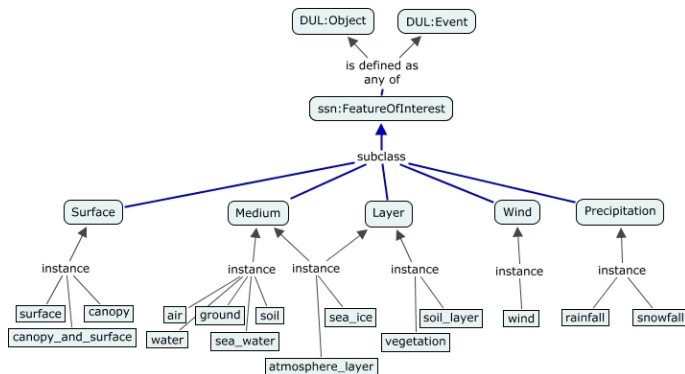 DUL:Object
DUL:Event
is defined as
any of
ssn:FeatureOfInterest
subclass
Surface
Medium
Layer
Wind
Precipitation
instance
instance
instance
instance
instance
instance
surface
canopy
canopy_and_surface
air
ground
soil
water
sea_water
sea_ice
atmosphere_layer
soil_layer
vegetation
wind
rainfall
snowfall